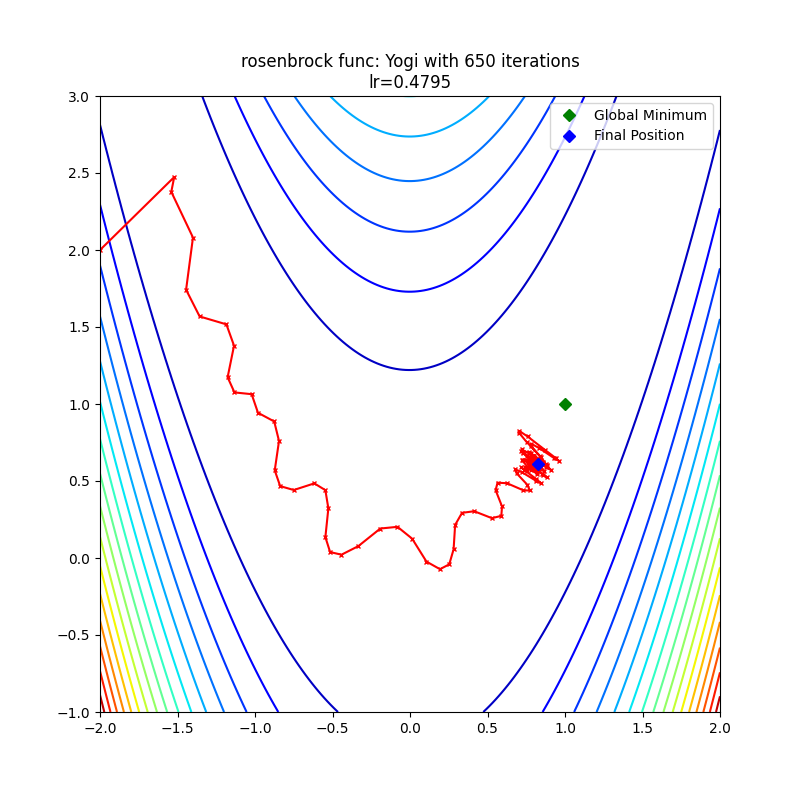 rosenbrock func: Yogi with 650 iterations
lr=0.4795
Global Minimum
Final Position
3.0
2.5
2.0
1.5
1.0
0.5
0.0
−0.5
−1.0
−2.0 −1.5 −1.0 −0.5 0.0 0.5 1.0 1.5 2.0